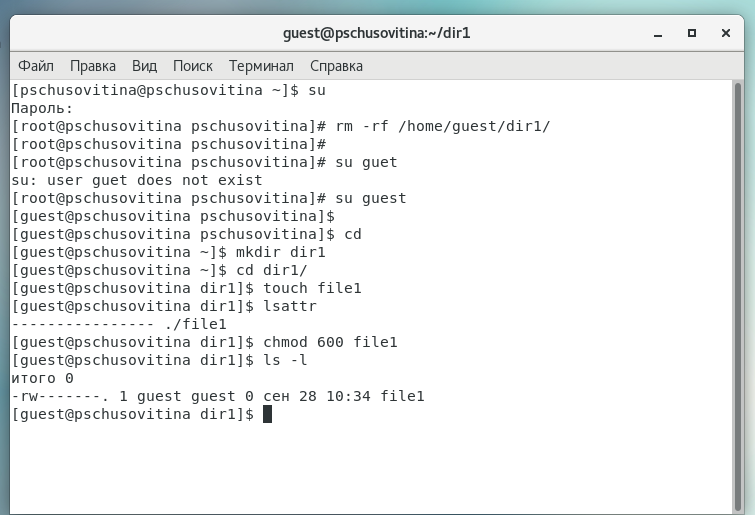 guest@pschusovitina:~/dir1
Файл Правка Вид Поиск Терминал Справка
[pschusovitina@pschusovitina ~]$ su
Пароль:
[root@pschusovitina pschusovitina]# rm -rf /home/guest/dir1/
[root@pschusovitina pschusovitina]#
[root@pschusovitina pschusovitina]# su guet
su: user guet does not exist
[root@pschusovitina pschusovitina]# su guest
[guest@pschusovitina pschusovitina]$
[guest@pschusovitina pschusovitina]$ cd
[guest@pschusovitina ~]$ mkdir dir1
[guest@pschusovitina ~]$ cd dir1/
[guest@pschusovitina dir1]$ touch file1
[guest@pschusovitina dir1]$ lsattr
---------------- ./file1
[guest@pschusovitina dir1]$ chmod 600 file1
[guest@pschusovitina dir1]$ ls -l
итого 0
-rw-------. 1 guest guest 0 сен 28 10:34 file1
[guest@pschusovitina dir1]$